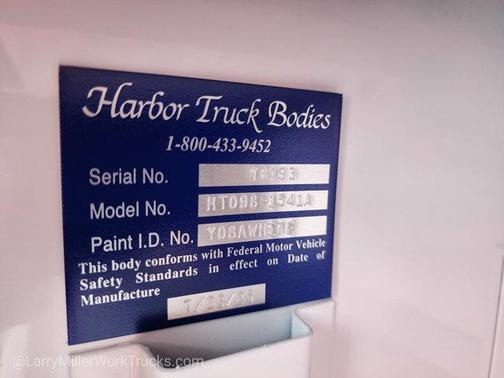 Harbor Truck Bodies
1-800-433-9452
Serial No. 73493
Model No.
Paint I.D. No.
This body conforms with Federal Motor Vehicle
Safety Standards in effect on Date of
Manufacture
@LarryMillerWorkTrucks.com